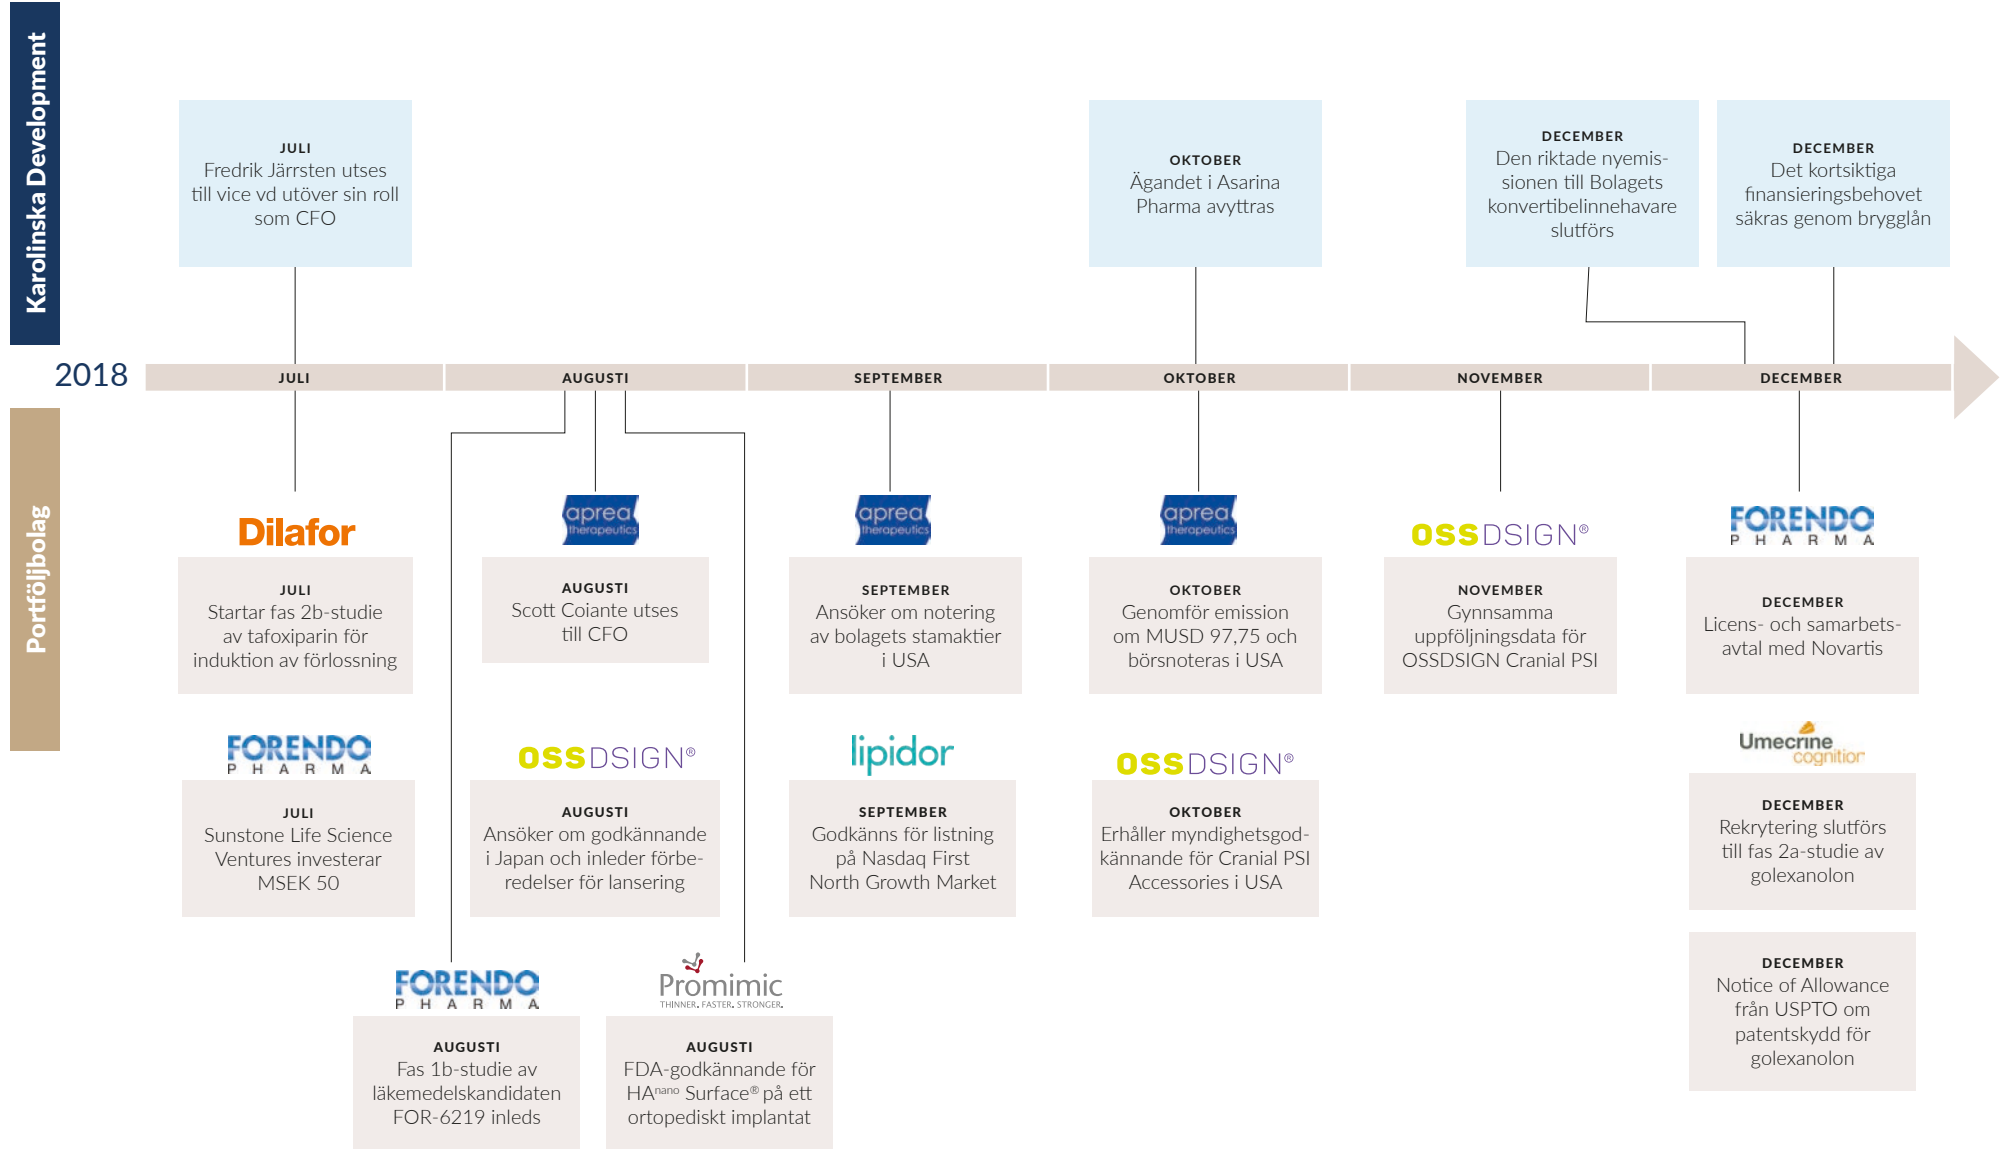 Karolinska Development
JULI
Fredrik Järrsten utses
till vice vd utöver sin roll
som CFO
OKTOBER
Ägandet i Asarina
Pharma avyttras
DECEMBER
Den riktade nyemis-
sionen till Bolagets
konvertibelinnehavare
slutförs
DECEMBER
Det kortsiktiga
finansieringsbehovet
säkras genom brygglån
2018
JULI
AUGUSTI
SEPTEMBER
OKTOBER
NOVEMBER
DECEMBER
Portföljbolag
Dilafor
JULI
Startar fas 2b-studie
av tafoxiparin för
induktion av förlossning
aprea
therapeutics
AUGUSTI
Scott Coiante utses
till CFO
aprea
therapeutics
SEPTEMBER
Ansöker om notering
av bolagets stamaktier
i USA
aprea
therapeutics
OKTOBER
Genomför emission
om MUSD 97,75 och
börsnoteras i USA
OSSDSIGN®
NOVEMBER
Gynnsamma
uppföljningsdata för
OSSDSIGN Cranial PSI
FORENDO
PHARMA
DECEMBER
Licens- och samarbets-
avtal med Novartis
FORENDO
PHARMA
JULI
Sunstone Life Science
Ventures investerar
MSEK 50
OSSDSIGN®
AUGUSTI
Ansöker om godkännande
i Japan och inleder förbe-
redelser för lansering
lipidor
SEPTEMBER
Godkänns för listning
på Nasdaq First
North Growth Market
OSSDSIGN®
OKTOBER
Erhåller myndighetsgod-
kännande för Cranial PSI
Accessories i USA
Umecrine
cognition
DECEMBER
Rekrytering slutförs
till fas 2a-studie av
golexanolon
FORENDO
PHARMA
AUGUSTI
Fas 1b-studie av
läkemedelskandidaten
FOR-6219 inleds
Promimic
THINNER. FASTER. STRONGER.
AUGUSTI
FDA-godkännande för
HAnano Surface® på ett
ortopediskt implantat
DECEMBER
Notice of Allowance
från USPTO om
patentskydd för
golexanolon